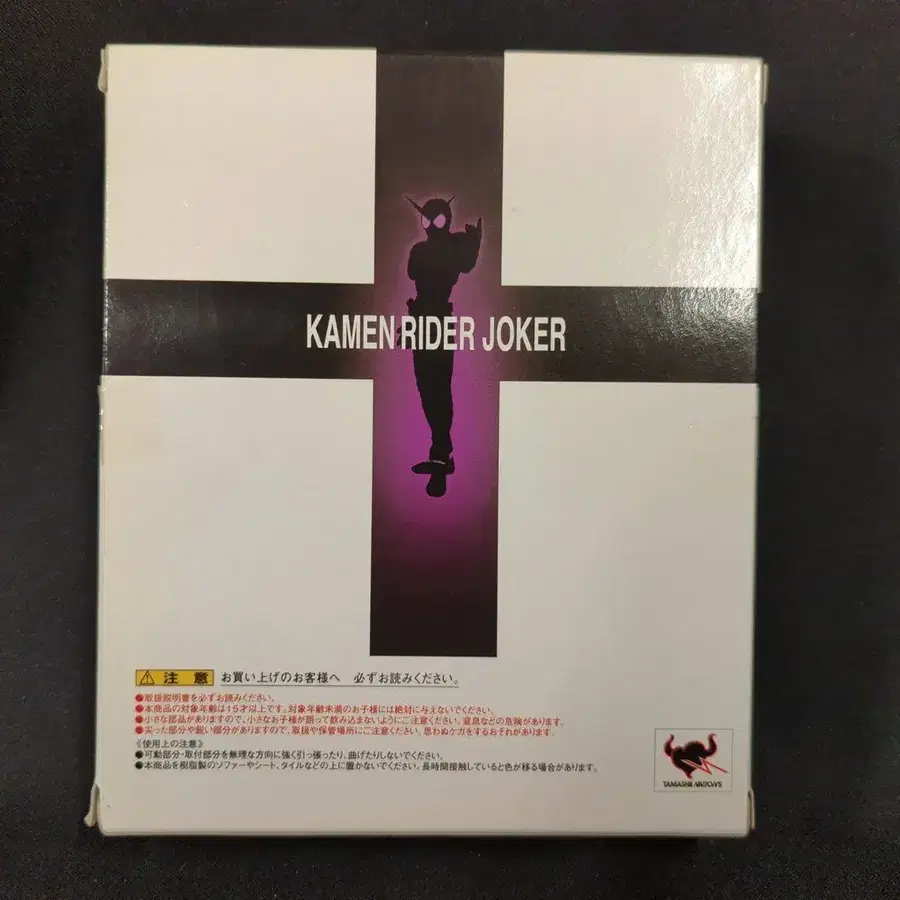 KAMEN RIDER JOKER
注意 お買い上げのお客様へ 必ずお読みください。
●取扱説明書を必ずお読みください。
●本商品の対象年齢は15才以上です。対象年齢未満のお子様には絶対に与えないでください。
●小さな部品がありますので、小さなお子様が誤って飲み込まないようにご注意ください。窒息などの危険があります。
●尖った部分や鋭い部分がありますので、取扱や保管場所にご注意ください。思わぬケガをするおそれがあります。
《使用上の注意》
●可動部分・取付部分を無理な方向に強く引っ張ったり、曲げたりしないでください。
●本商品を樹脂製のソファーやシート、タイルなどの上に置かないでください。長時間接触していると色が移る場合があります。
TAMASHII NATIONS